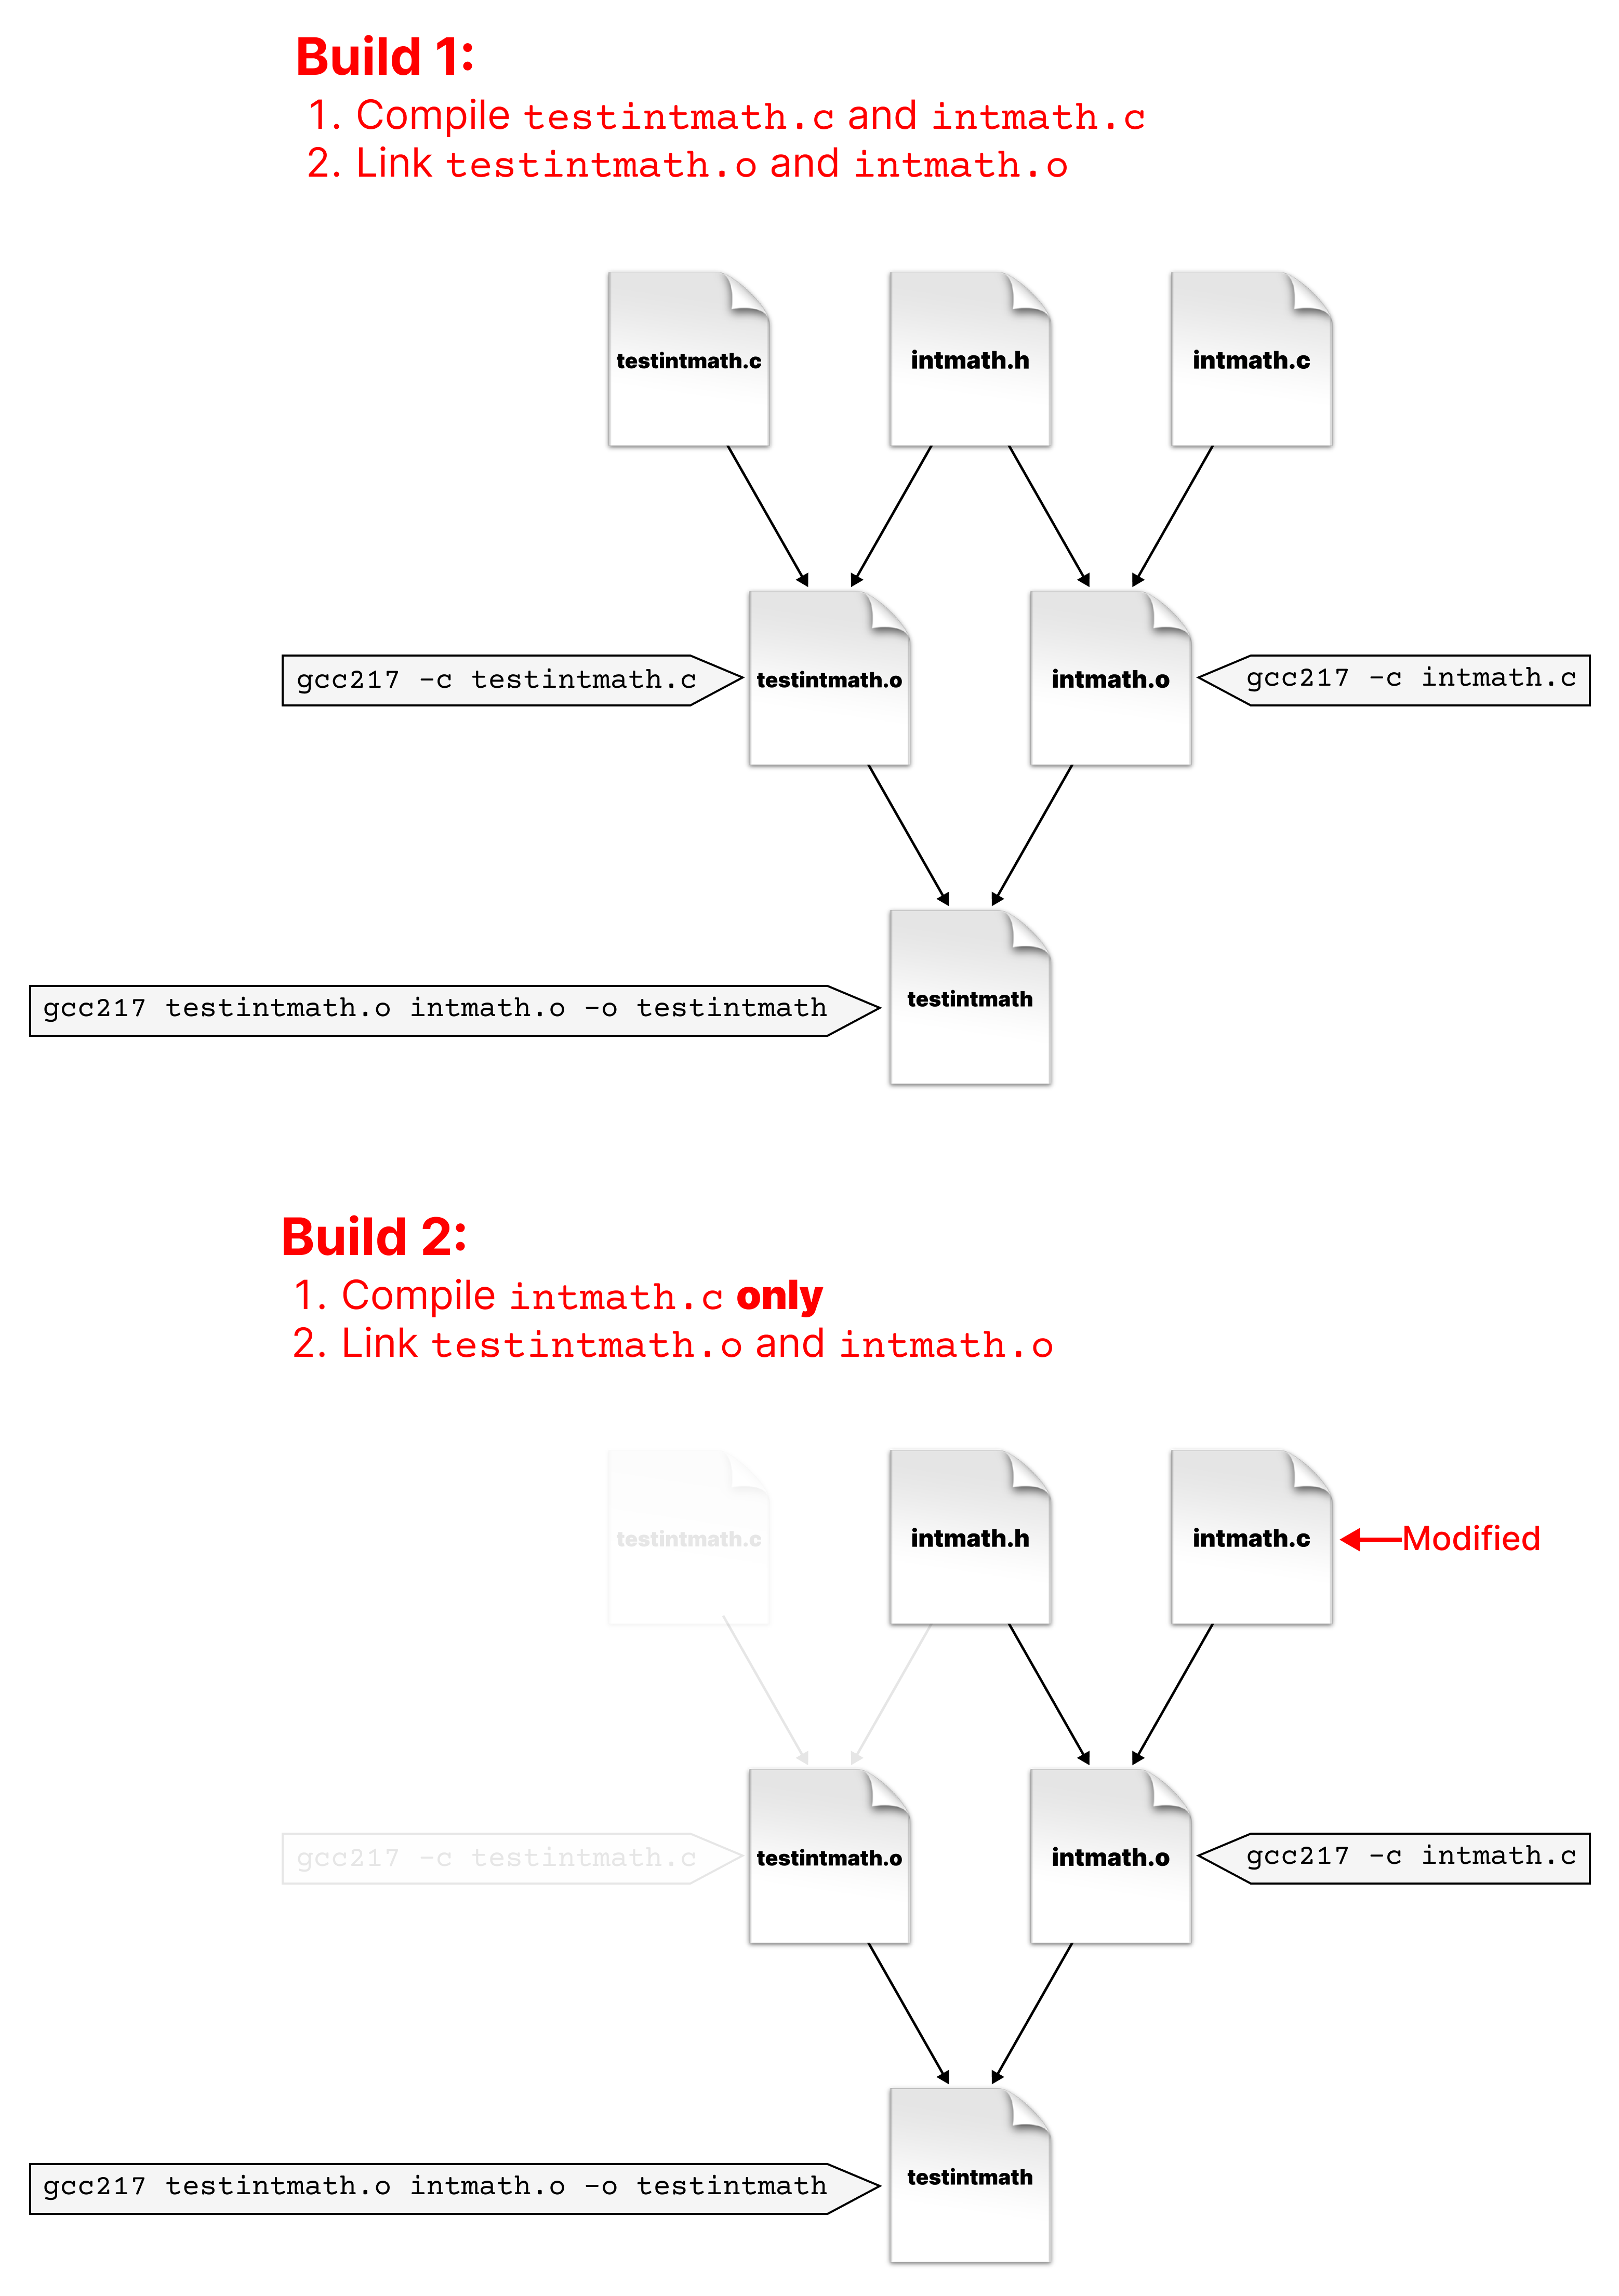 Build 1:
1. Compile testintmath.c and intmath.c
2. Link testintmath.o and intmath.o
testintmath.c
intmath.h
intmath.c
gcc217 -c testintmath.c
testintmath.o
intmath.o
gcc217 -c intmath.c
gcc217 testintmath.o intmath.o -o testintmath
testintmath
Build 2:
1. Compile intmath.c only
2. Link testintmath.o and intmath.o
testintmath.c
intmath.h
intmath.c
Modified
gcc217 -c testintmath.c
testintmath.o
intmath.o
gcc217 -c intmath.c
gcc217 testintmath.o intmath.o -o testintmath
testintmath